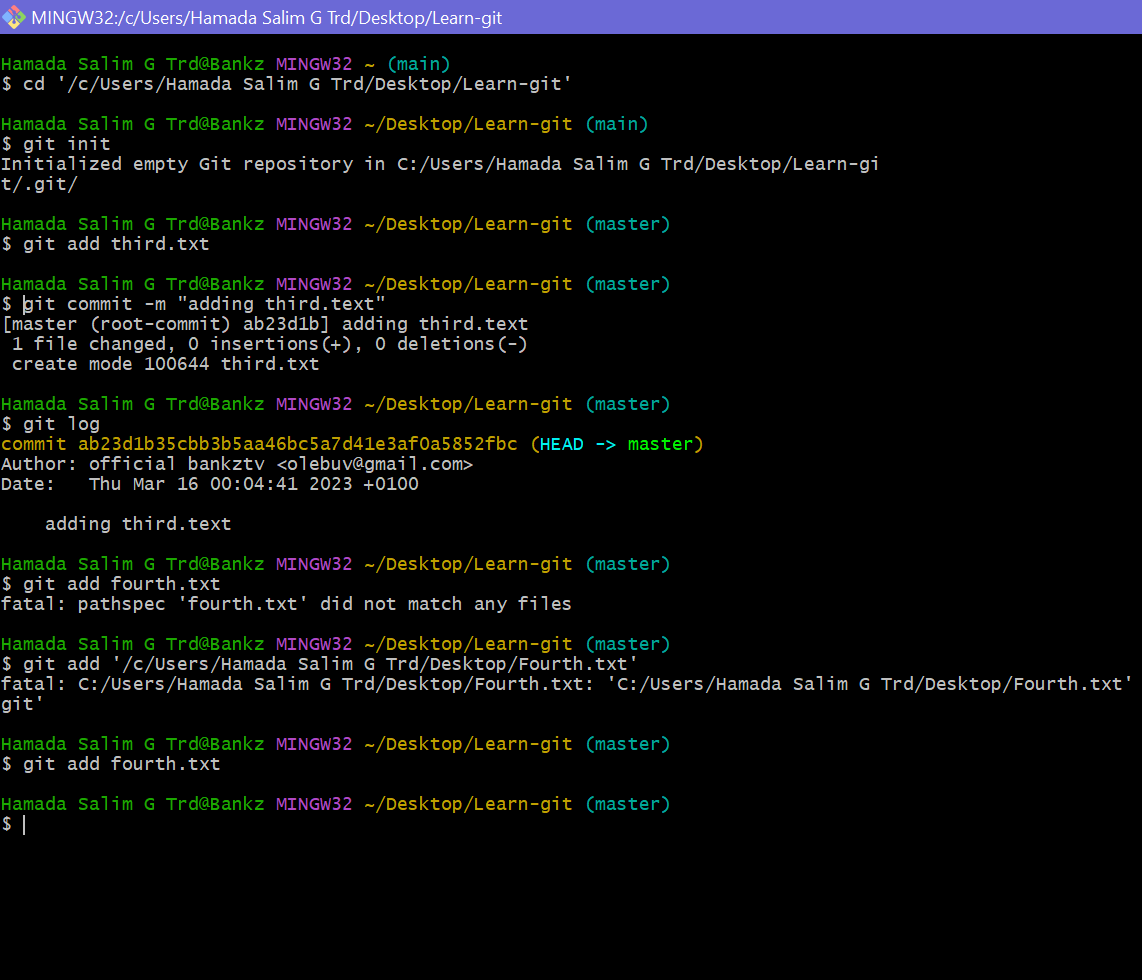 MINGW32:/c/Users/Hamada Salim G Trd/Desktop/Learn-git
Hamada Salim G Trd@Bankz MINGW32 ~ (main)
$ cd '/c/Users/Hamada Salim G Trd/Desktop/Learn-git'
Hamada Salim G Trd@Bankz MINGW32 ~/Desktop/Learn-git (main)
$ git init
Initialized empty Git repository in C:/Users/Hamada Salim G Trd/Desktop/Learn-gi
t/.git/
Hamada Salim G Trd@Bankz MINGW32 ~/Desktop/Learn-git (master)
$ git add third.txt
Hamada Salim G Trd@Bankz MINGW32 ~/Desktop/Learn-git (master)
$ git commit -m "adding third.text"
[master (root-commit) ab23d1b] adding third.text
 1 file changed, 0 insertions(+), 0 deletions(-)
 create mode 100644 third.txt
Hamada Salim G Trd@Bankz MINGW32 ~/Desktop/Learn-git (master)
$ git log
commit ab23d1b35cbb3b5aa46bc5a7d41e3af0a5852fbc (HEAD -> master)
Author: official bankztv <olebuv@gmail.com>
Date:   Thu Mar 16 00:04:41 2023 +0100
    adding third.text
Hamada Salim G Trd@Bankz MINGW32 ~/Desktop/Learn-git (master)
$ git add fourth.txt
fatal: pathspec 'fourth.txt' did not match any files
Hamada Salim G Trd@Bankz MINGW32 ~/Desktop/Learn-git (master)
$ git add '/c/Users/Hamada Salim G Trd/Desktop/Fourth.txt'
fatal: C:/Users/Hamada Salim G Trd/Desktop/Fourth.txt: 'C:/Users/Hamada Salim G Trd/Desktop/Fourth.txt'
git'
Hamada Salim G Trd@Bankz MINGW32 ~/Desktop/Learn-git (master)
$ git add fourth.txt
Hamada Salim G Trd@Bankz MINGW32 ~/Desktop/Learn-git (master)
$